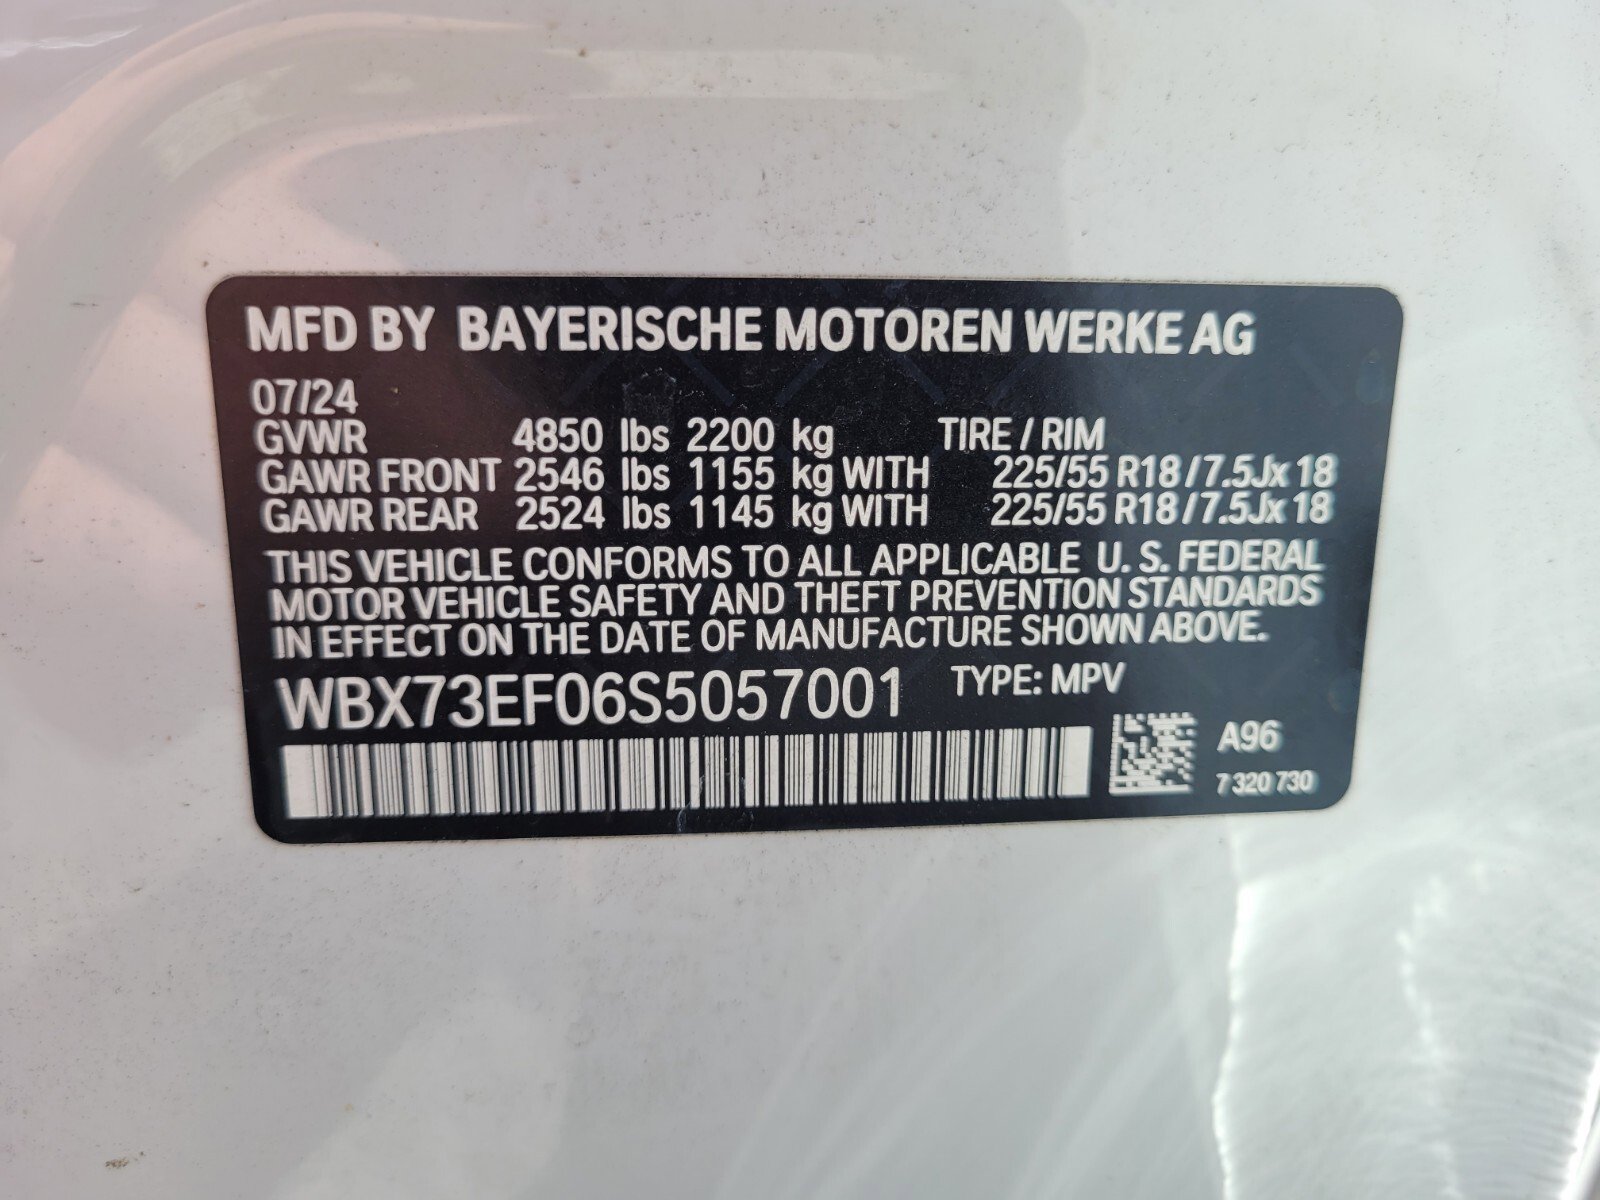 MFD BY BAYERISCHE MOTOREN WERKE AG
07/24
GVWR 4850 lbs 2200 kg TIRE / RIM
GAWR FRONT 2546 lbs 1155 kg WITH 225/55 R18 / 7.5Jx 18
GAWR REAR 2524 lbs 1145 kg WITH 225/55 R18 / 7.5Jx 18
THIS VEHICLE CONFORMS TO ALL APPLICABLE U. S. FEDERAL
MOTOR VEHICLE SAFETY AND THEFT PREVENTION STANDARDS
IN EFFECT ON THE DATE OF MANUFACTURE SHOWN ABOVE.
WBX73EF06S5057001 TYPE: MPV
A96
7 320 730